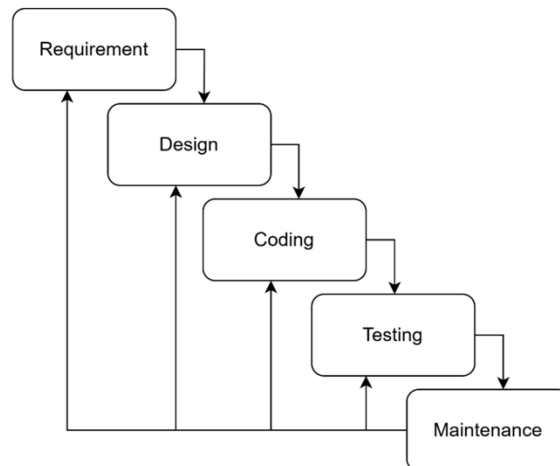 Requirement
Design
Coding
Testing
Maintenance